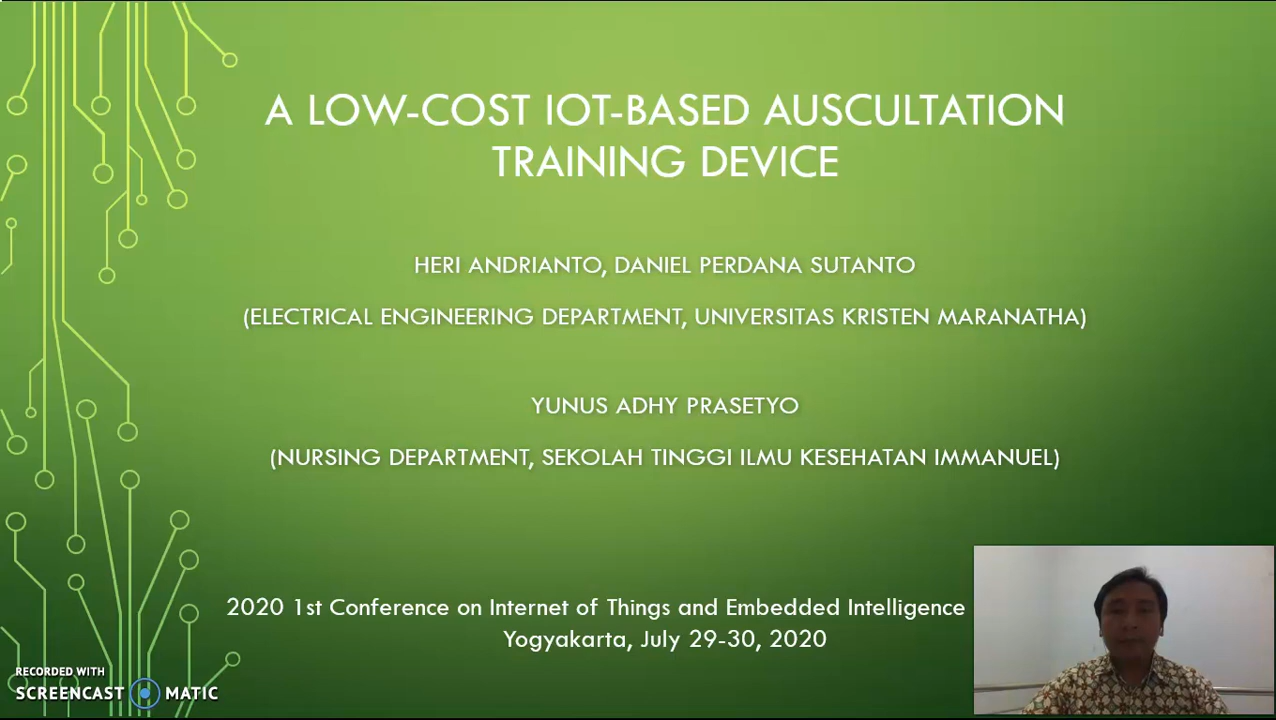 A LOW-COST IOT-BASED AUSCULTATION
TRAINING DEVICE
HERI ANDRIANTO, DANIEL PERDANA SUTANTO
(ELECTRICAL ENGINEERING DEPARTMENT, UNIVERSITAS KRISTEN MARANATHA)
YUNUS ADHY PRASETYO
(NURSING DEPARTMENT, SEKOLAH TINGGI ILMU KESEHATAN IMMANUEL)
2020 1st Conference on Internet of Things and Embedded Intelligence
Yogyakarta, July 29-30, 2020
RECORDED WITH
SCREENCAST MATIC